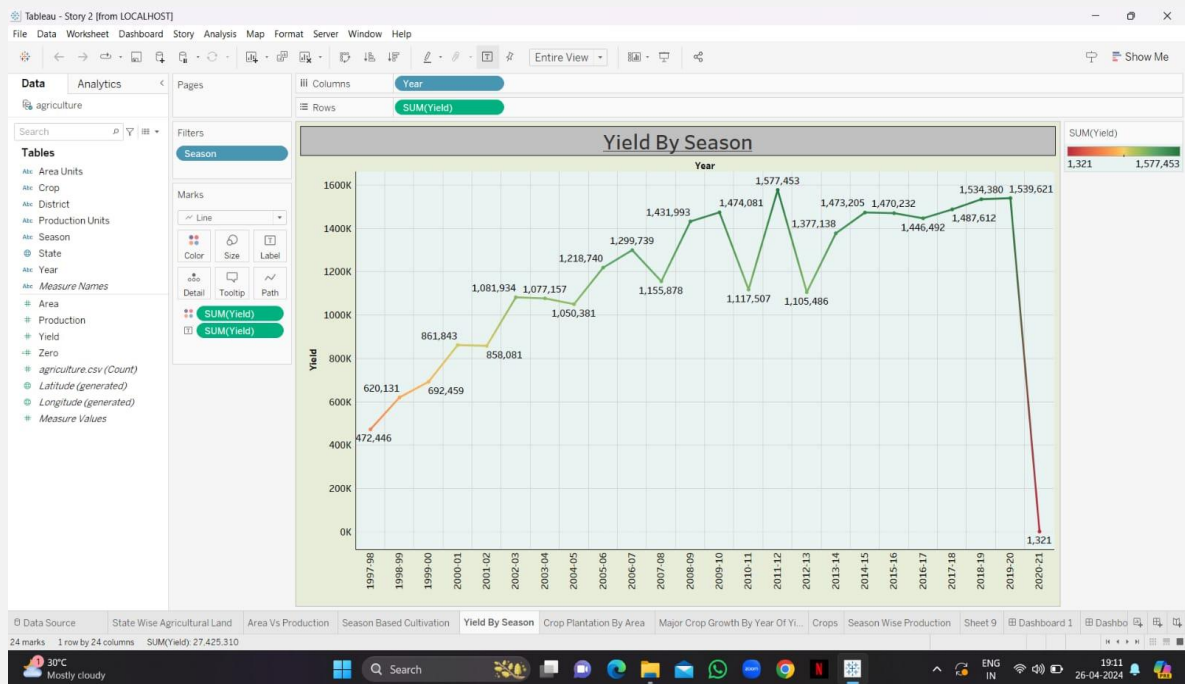 Tableau - Story 2 [from LOCALHOST]
File Data Worksheet Dashboard Story Analysis Map Format Server Window Help
Entire View
Show Me
Data Analytics
agriculture
Search
Tables
Abc Area Units
Abc Crop
Abc District
Abc Production Units
Abc Season
State
Abc Year
Abc Measure Names
# Area
# Production
# Yield
=# Zero
# agriculture.csv (Count)
Latitude (generated)
Longitude (generated)
# Measure Values
Pages
Filters
Season
Marks
Line
Color Size Label
Detail Tooltip Path
SUM(Yield)
SUM(Yield)
Columns Year
Rows SUM(Yield)
Yield By Season
Year
Yield
1600K
1400K
1200K
1000K
800K
600K
400K
200K
0K
472,446
620,131
692,459
861,843
858,081
1,081,934
1,077,157
1,050,381
1,218,740
1,299,739
1,155,878
1,431,993
1,474,081
1,117,507
1,577,453
1,105,486
1,377,138
1,473,205
1,470,232
1,446,492
1,487,612
1,534,380
1,539,621
1,321
1997-98
1998-99
1999-00
2000-01
2001-02
2002-03
2003-04
2004-05
2005-06
2006-07
2007-08
2008-09
2009-10
2010-11
2011-12
2012-13
2013-14
2014-15
2015-16
2016-17
2017-18
2018-19
2019-20
2020-21
SUM(Yield)
1,321 1,577,453
Data Source State Wise Agricultural Land Area Vs Production Season Based Cultivation Yield By Season Crop Plantation By Area Major Crop Growth By Year Of Yi... Crops Season Wise Production Sheet 9 Dashboard 1 Dashbo
24 marks 1 row by 24 columns SUM(Yield): 27,425,310
1
30°C
Mostly cloudy
Search
zoom
N
ENG
IN
19:11
26-04-2024
PRE